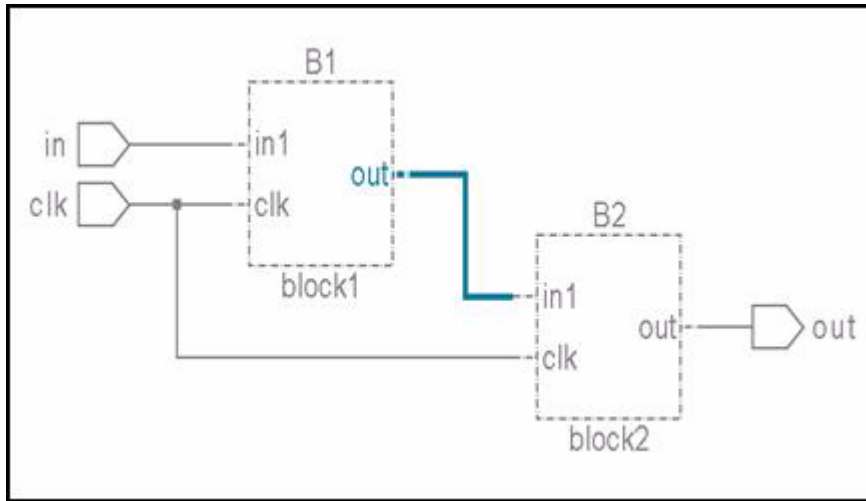 B1
in
in1
out
clk
clk
block1
B2
in1
out
out
clk
block2